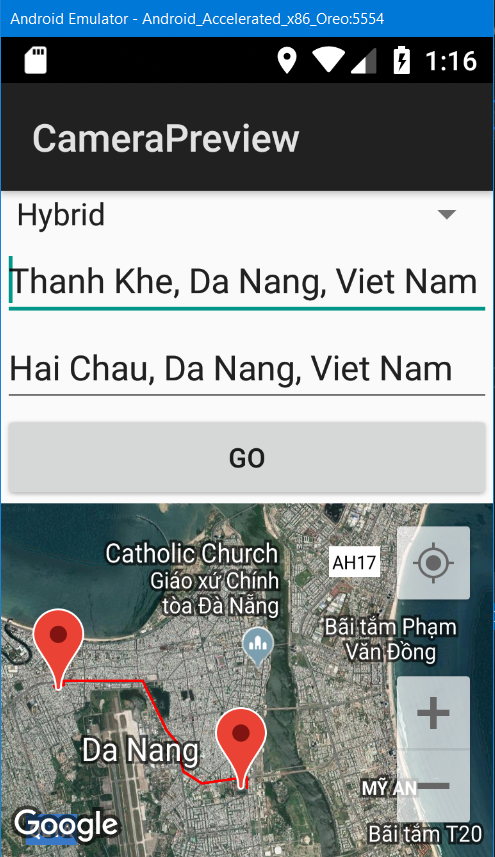 Android Emulator - Android_Accelerated_x86_Oreo:5554
1:16
CameraPreview
Hybrid
Thanh Khe, Da Nang, Viet Nam
Hai Chau, Da Nang, Viet Nam
GO
Catholic Church
Giáo xứ Chính
tòa Đà Nẵng
AH17
Bãi tắm Phạm
Văn Đồng
Da Nang
MỸ AN
Google
Bãi tắm T20